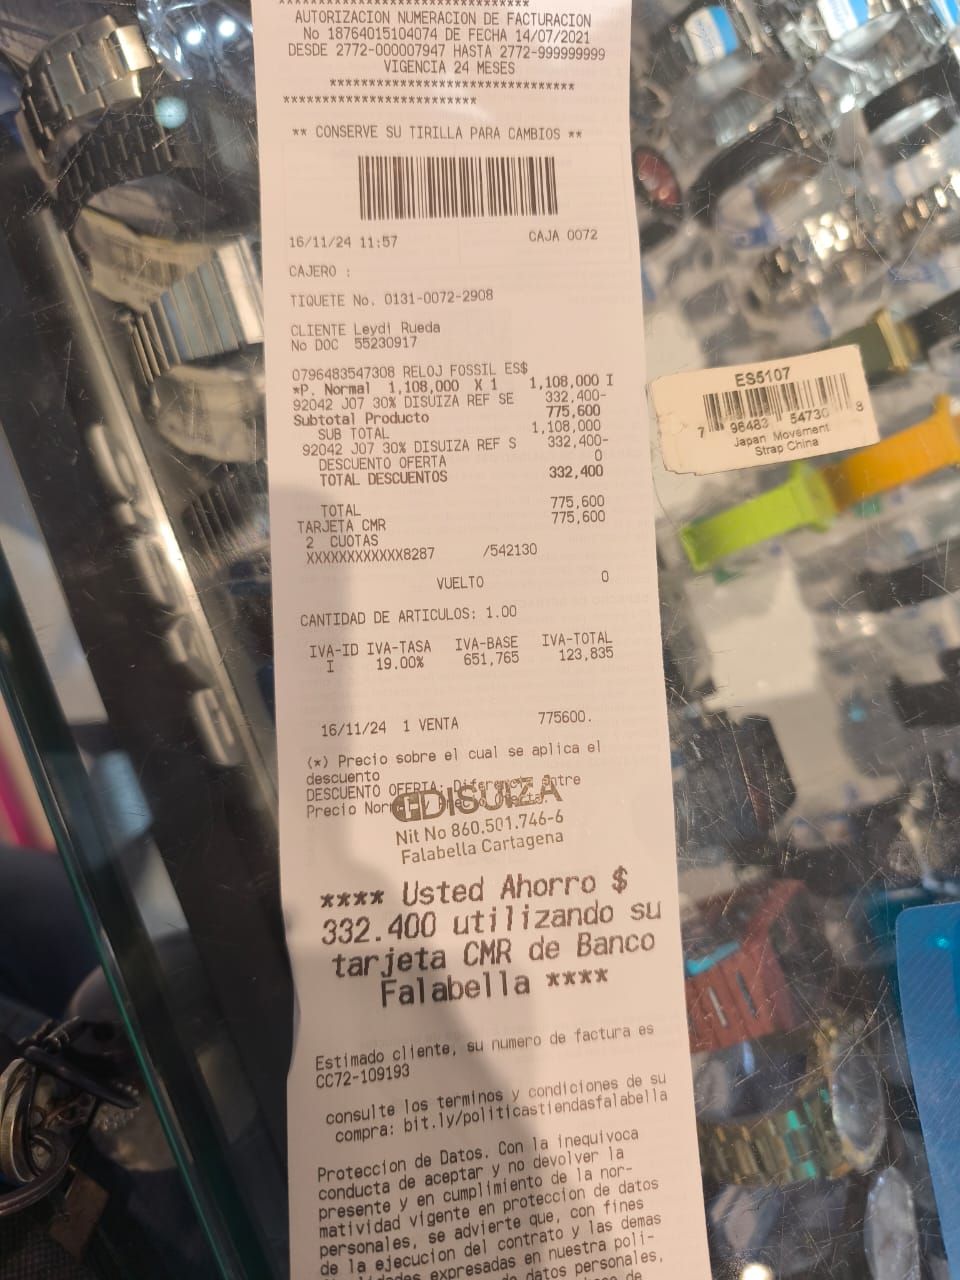 AUTORIZACION NUMERACION DE FACTURACION
No 18764015104074 DE FECHA 14/07/2021
DESDE 2772-000007947 HASTA 2772-999999999
VIGENCIA 24 MESES
***********************************
****************************
** CONSERVE SU TIRILLA PARA CAMBIOS **
16/11/24 11:57 CAJA 0072
CAJERO :
TIQUETE No. 0131-0072-2908
CLIENTE Leydi Rueda
No DOC 55230917
0796483547308 RELOJ FOSSIL ES$
*P. Normal 1,108,000 X 1 1,108,000 I
92042 J07 30% DISUIZA REF SE 332,400-
Subtotal Producto 775,600
SUB TOTAL 1,108,000
92042 J07 30% DISUIZA REF S 332,400-
DESCUENTO OFERTA 0
TOTAL DESCUENTOS 332,400
TOTAL 775,600
TARJETA CMR 775,600
2 CUOTAS
XXXXXXXXXXXX8287 /542130
VUELTO 0
CANTIDAD DE ARTICULOS: 1.00
IVA-ID IVA-TASA IVA-BASE IVA-TOTAL
I 19.00% 651,765 123,835
16/11/24 1 VENTA 775600.
(*) Precio sobre el cual se aplica el
descuento
DESCUENTO OFERTA: Diferencia entre
Precio
DISUIZA
Nit No 860.501.746-6
Falabella Cartagena
**** Usted Ahorro $
332.400 utilizando su
tarjeta CMR de Banco
Falabella ****
Estimado cliente, su numero de factura es
CC72-109193
consulte los terminos y condiciones de su
compra: bit.ly/politicastiendasfalabella
Proteccion de Datos. Con la inequivoca
conducta de aceptar y no devolver la
presente y en cumplimiento de la nor-
matividad vigente en proteccion de datos
personales, se advierte que, con fines
de la ejecucion del contrato y las demas
expresadas en nuestra poli-
datos personales,
de
ES5107
7 96483 54730 8
Japan Movement
Strap China